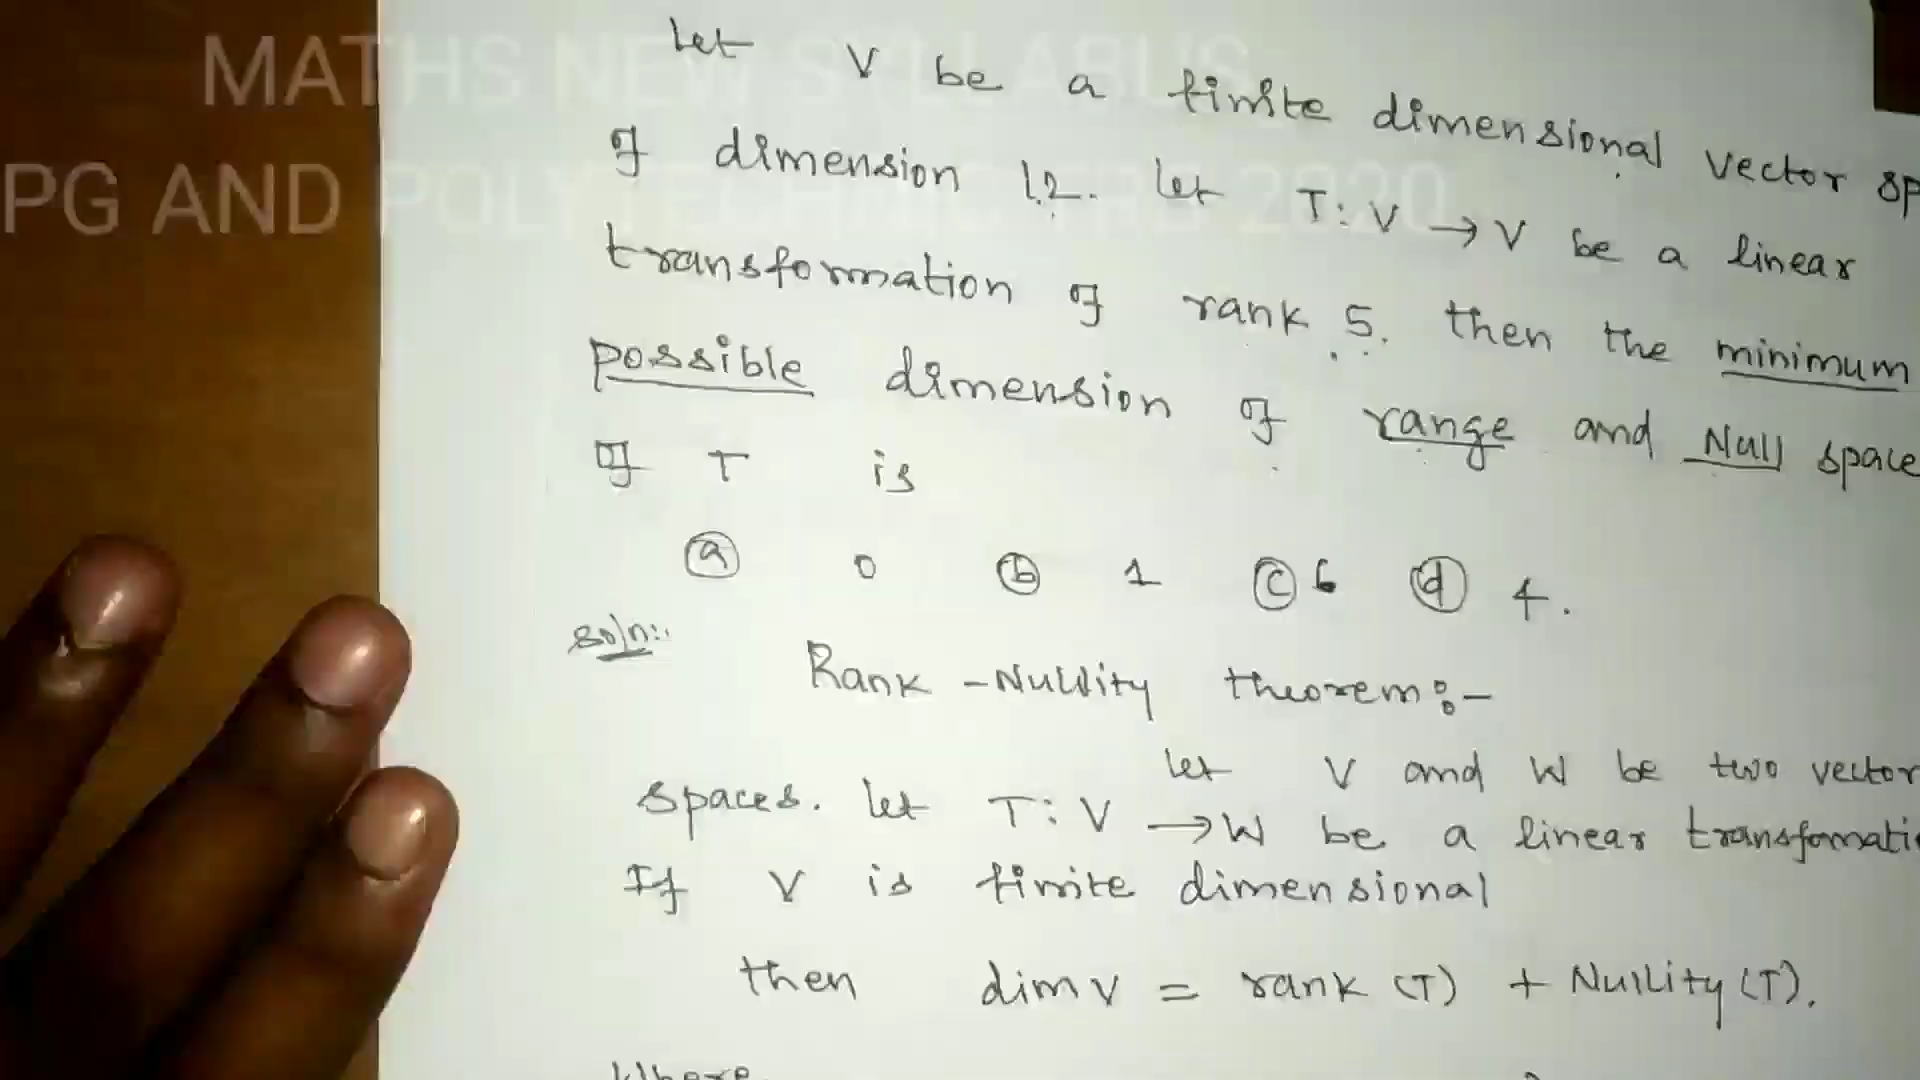 MATHS NEW SYLLABUS
PG AND POLYTECHNIC TRB 2020
Let V be a finite dimensional vector sp
of dimension 12. Let T: V → V be a linear
transformation of rank 5. then the minimum
possible dimension of range and Null space
of T is
(a) 0 (b) 1 (c) 6 (d) 4.
Soln:
Rank - Nullity theorem:-
Let V and W be two vector
spaces. Let T: V → W be a linear transformati
If V is finite dimensional
then dim V = rank (T) + Nullity (T).
Where